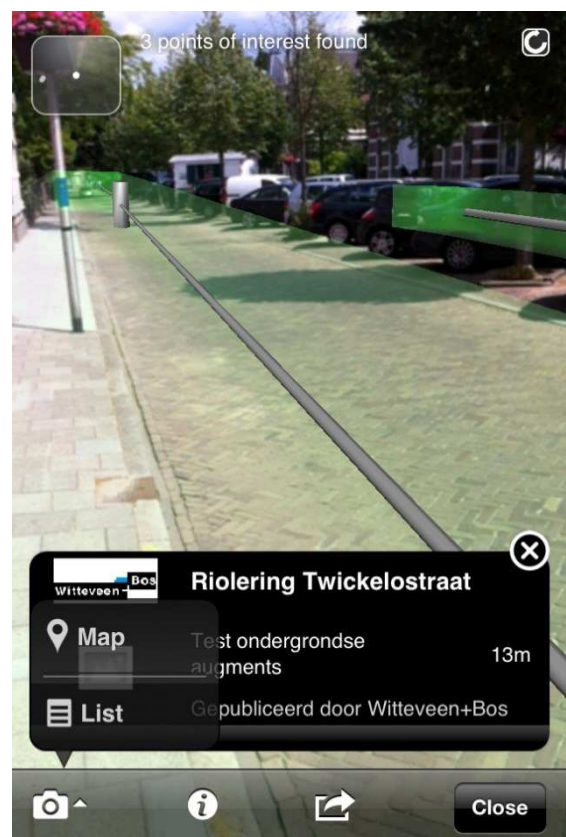 3 points of interest found
Witteveen+Bos
Riolering Twickelostraat
Map
Test ondergrondse
augments
13m
List
Gepubliceerd door Witteveen+Bos
Close